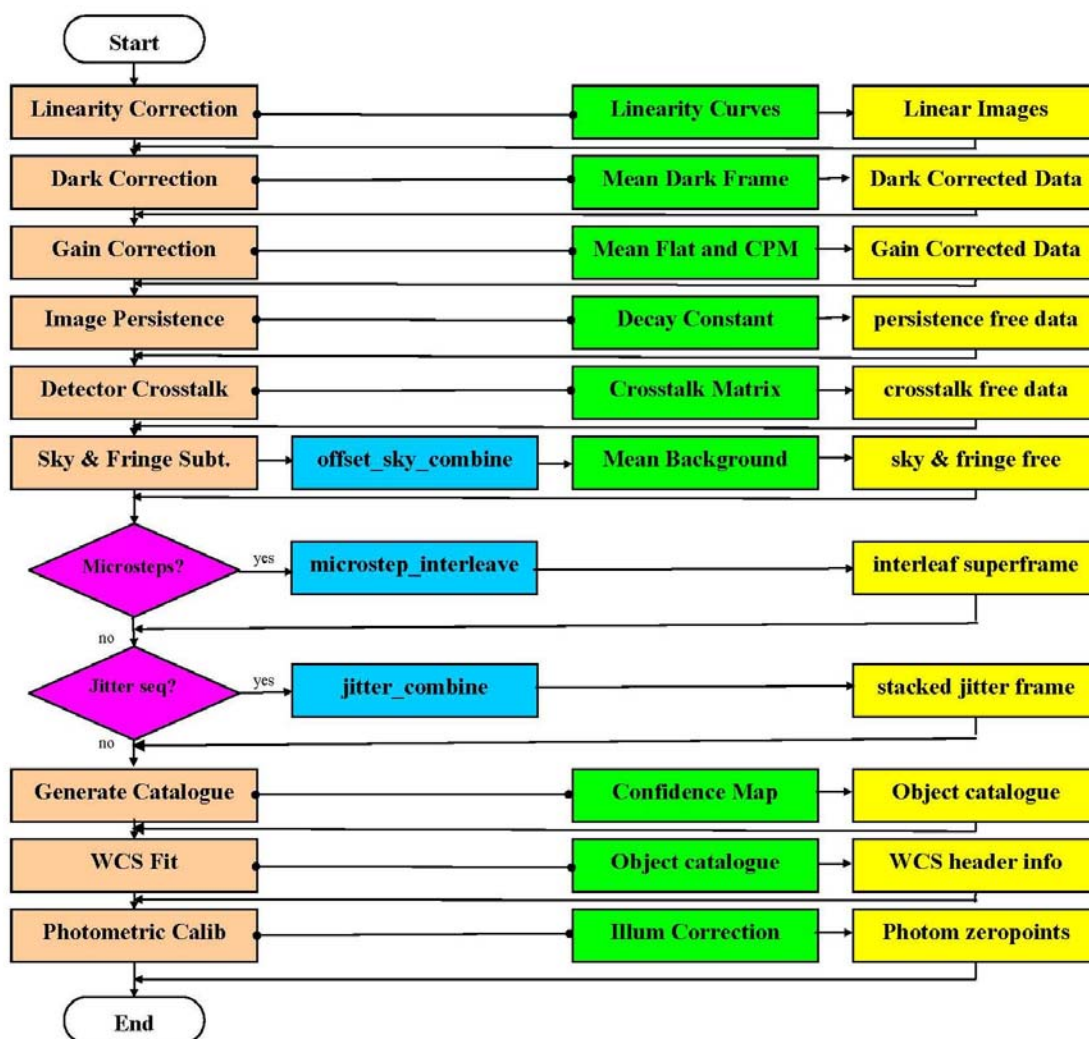 Start
Linearity Correction
Linearity Curves
Linear Images
Dark Correction
Mean Dark Frame
Dark Corrected Data
Gain Correction
Mean Flat and CPM
Gain Corrected Data
Image Persistence
Decay Constant
persistence free data
Detector Crosstalk
Crosstalk Matrix
crosstalk free data
Sky & Fringe Subt.
offset_sky_combine
Mean Background
sky & fringe free
Microsteps?
yes
microstep_interleave
interleaf superframe
no
Jitter seq?
yes
jitter_combine
stacked jitter frame
no
Generate Catalogue
Confidence Map
Object catalogue
WCS Fit
Object catalogue
WCS header info
Photometric Calib
Illum Correction
Photom zeropoints
End